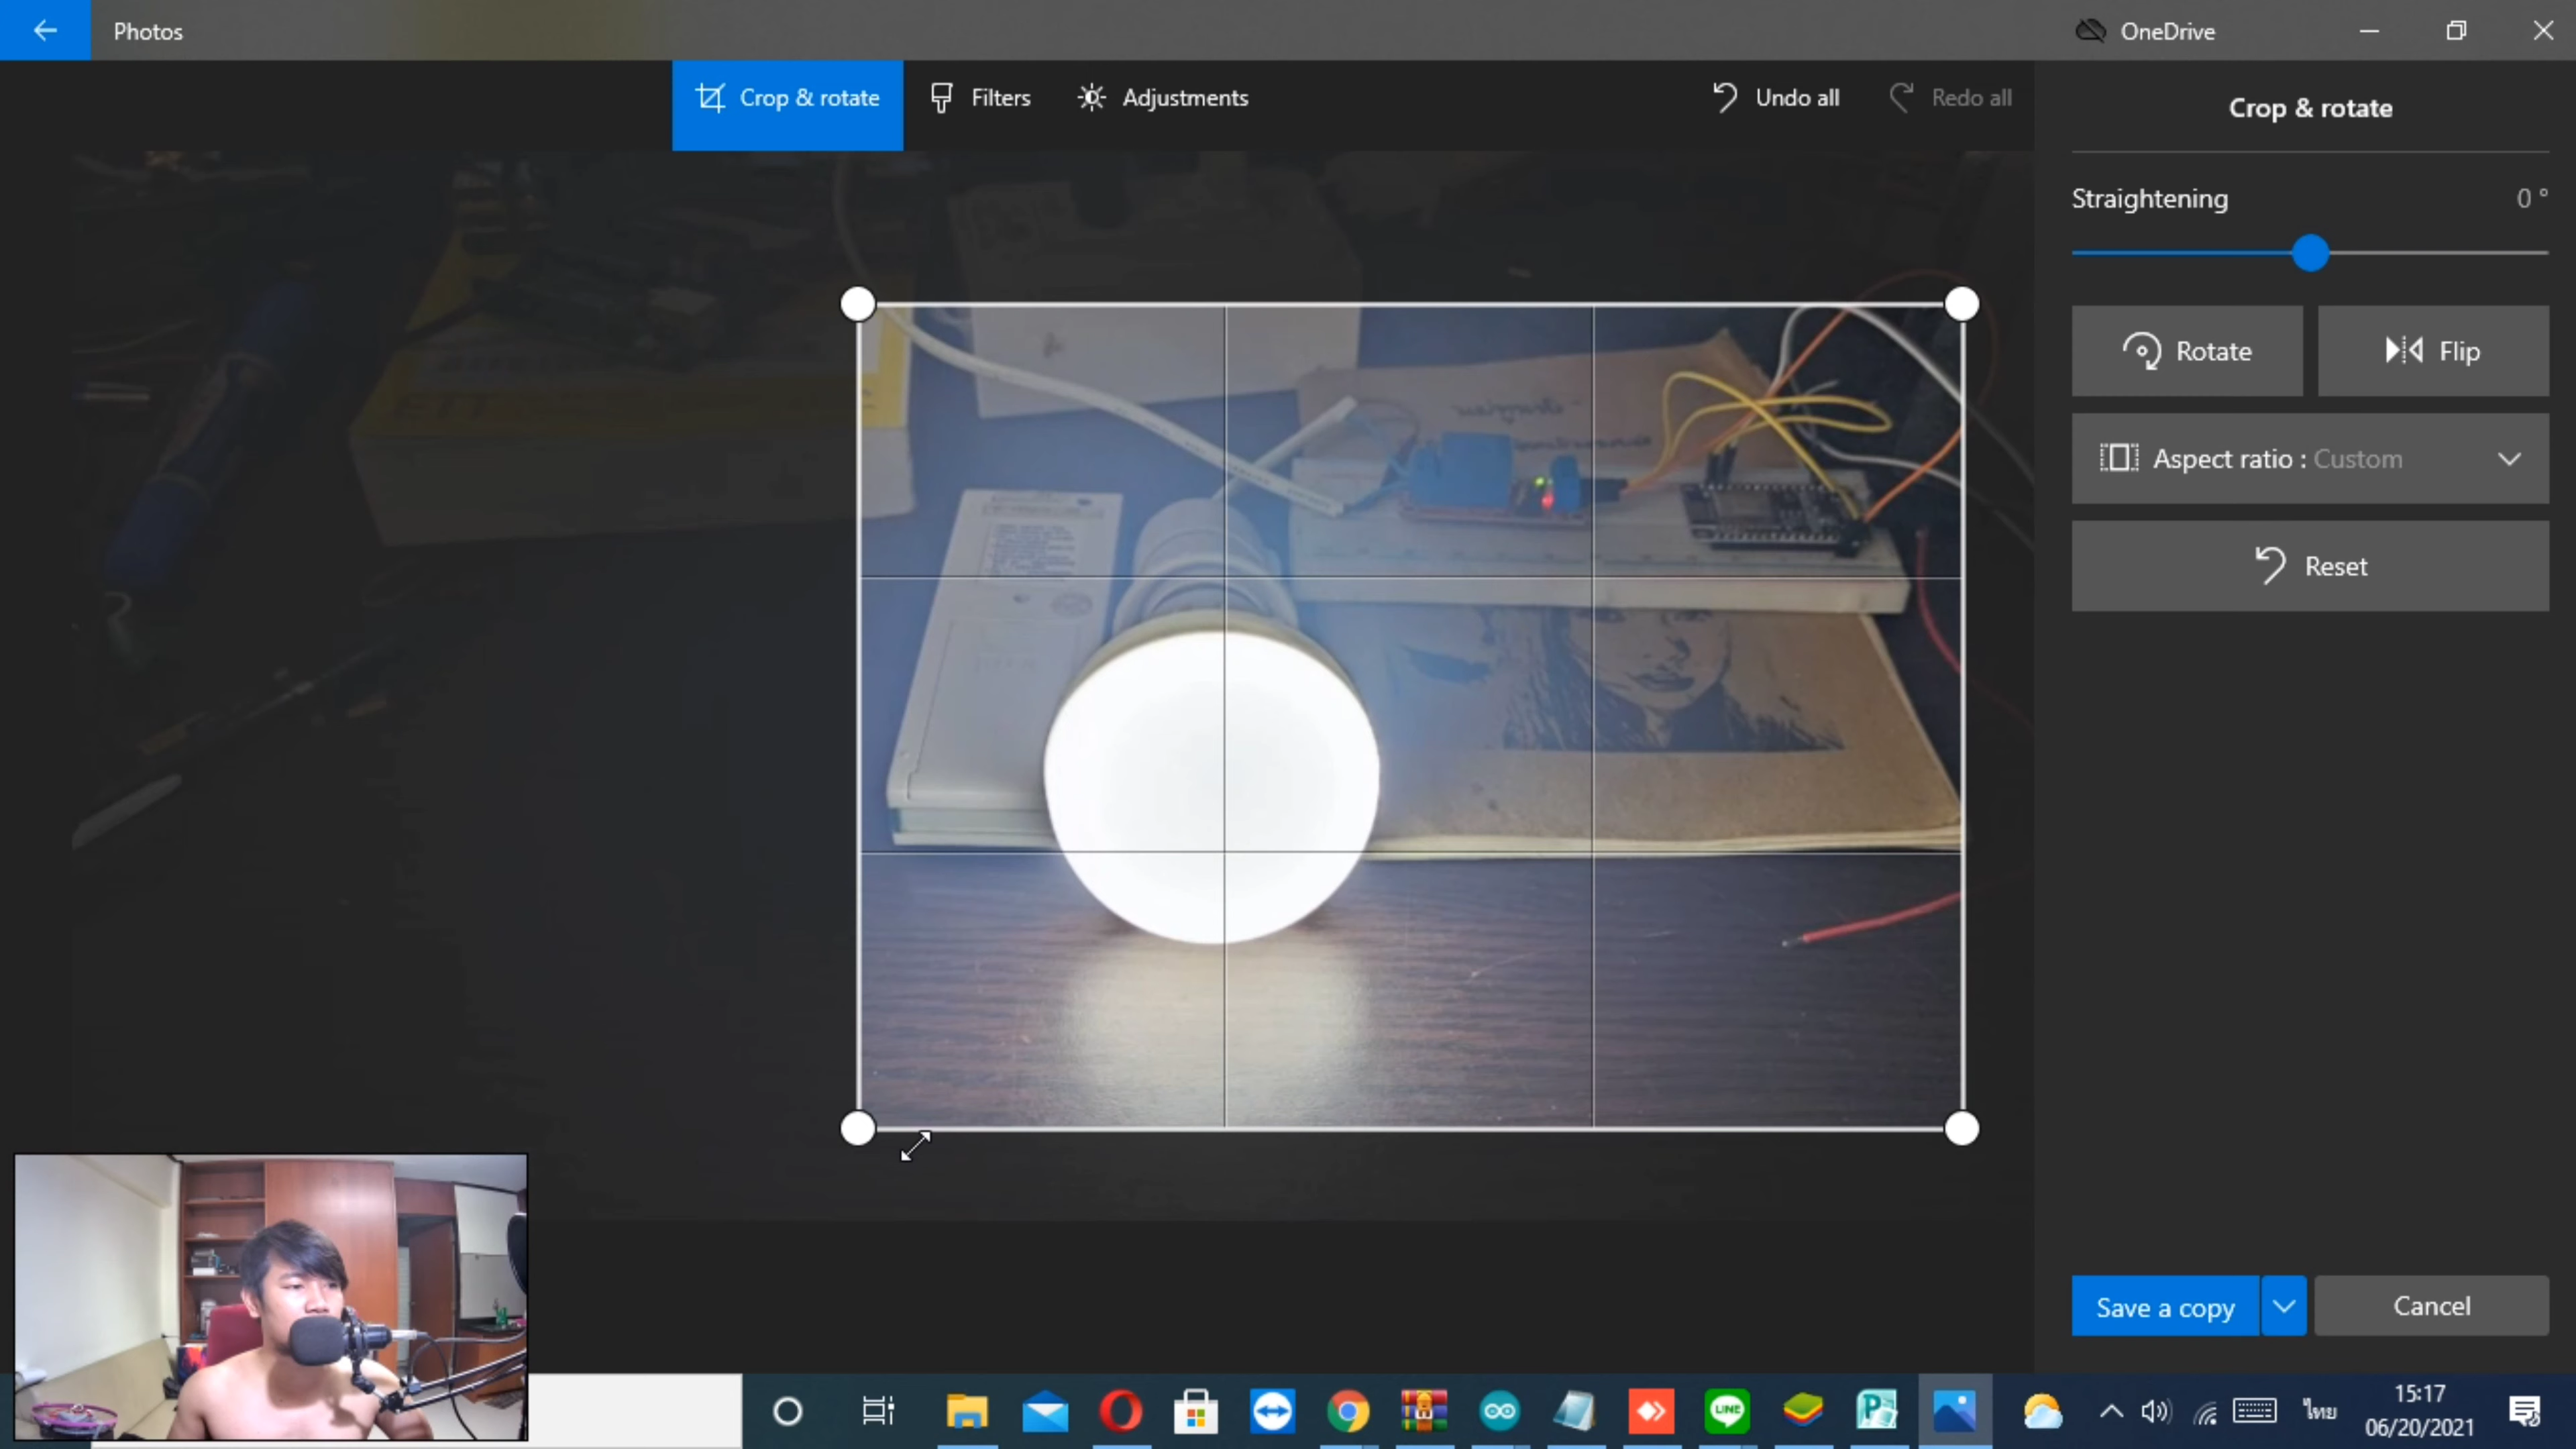 Photos
OneDrive
Crop & rotate
Filters
Adjustments
Undo all
Redo all
Crop & rotate
Straightening
0 °
Rotate
Flip
Aspect ratio : Custom
Reset
Save a copy
Cancel
LINE
ไทย
15:17
06/20/2021